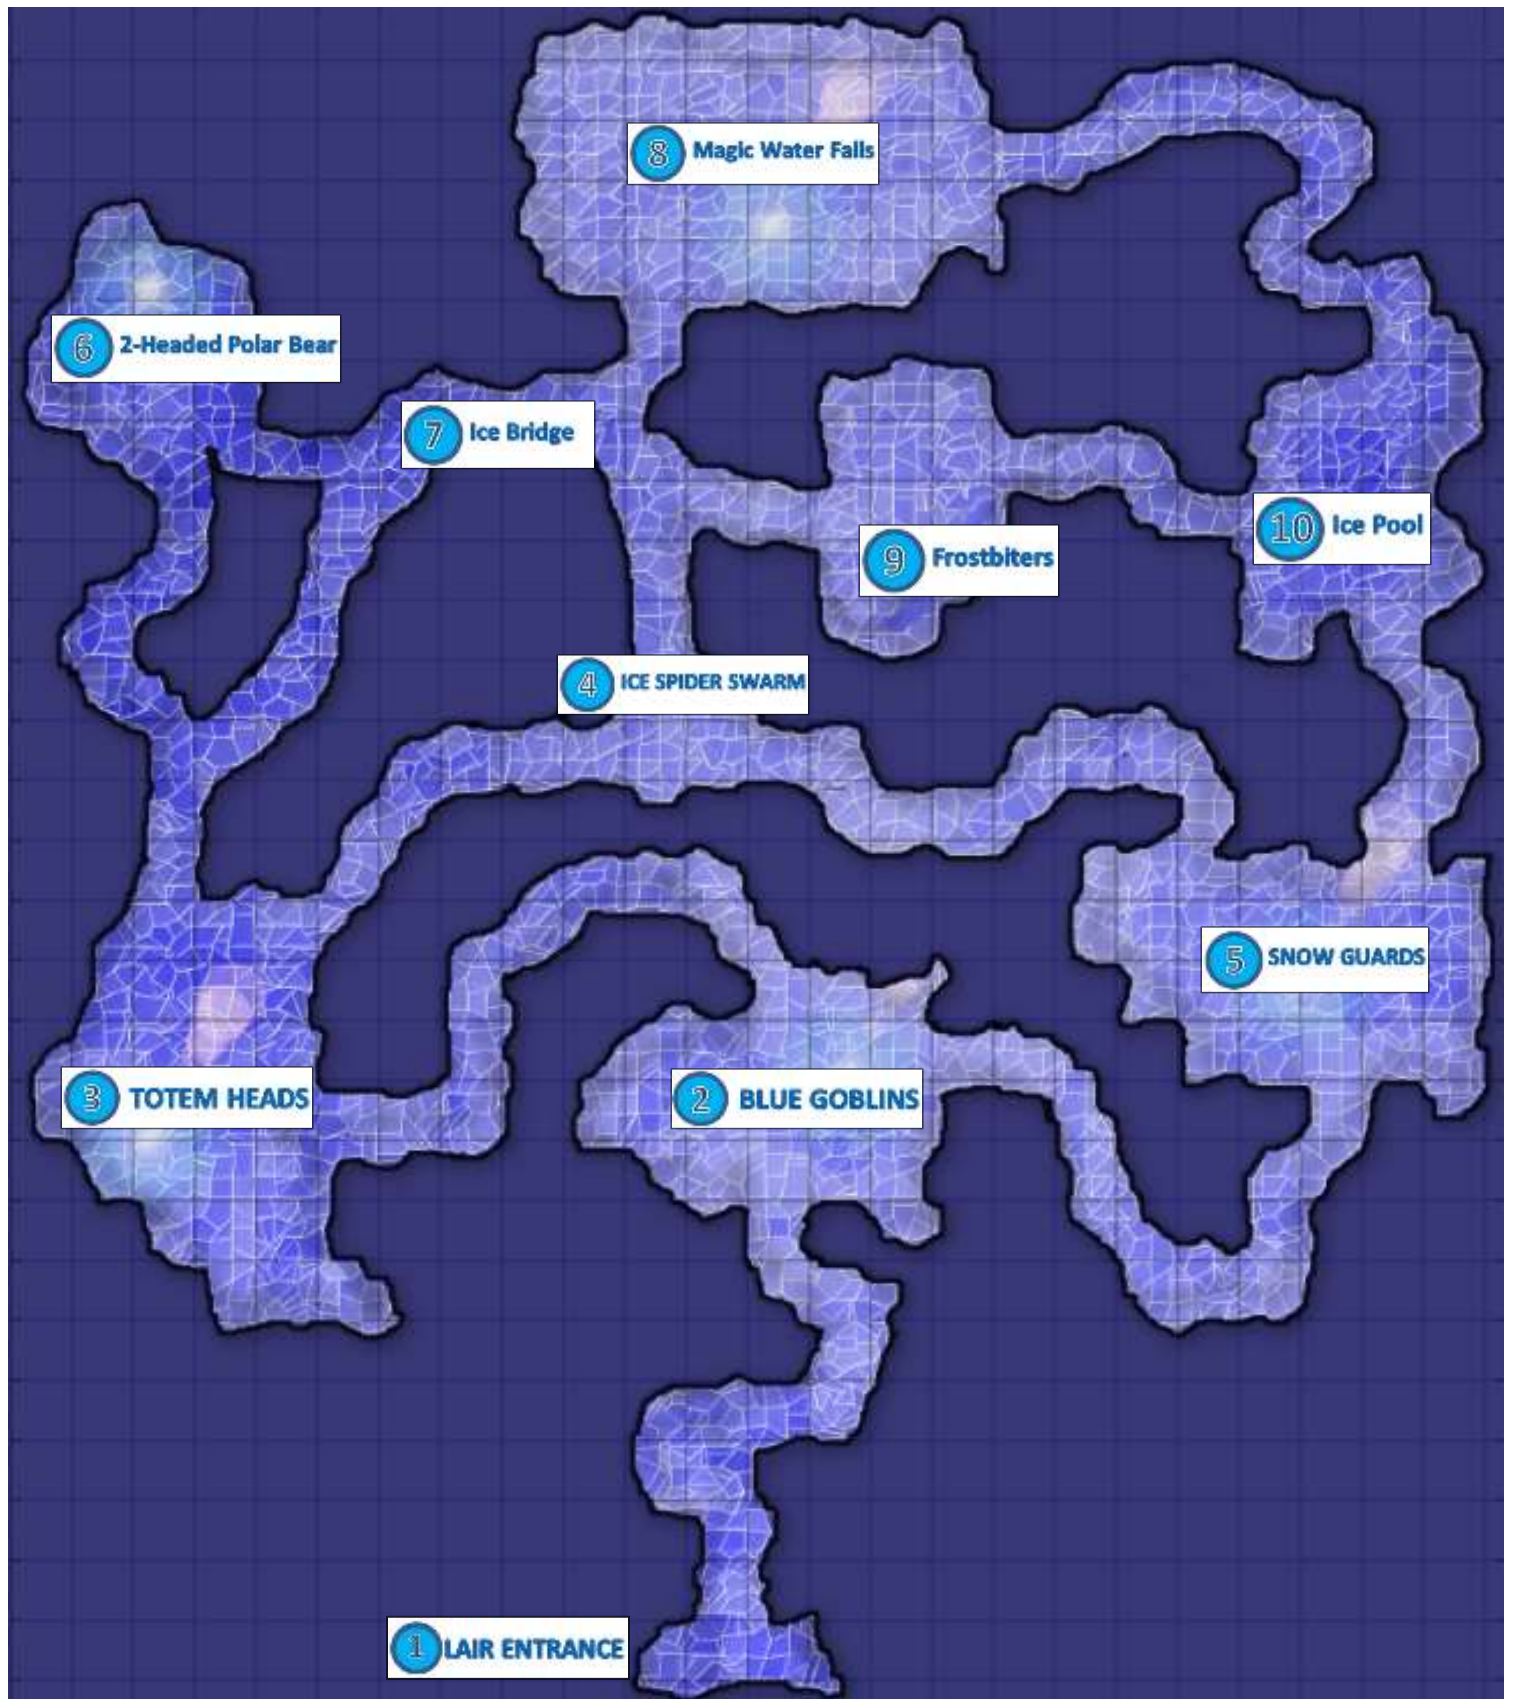 8 Magic Water Falls
6 2-Headed Polar Bear
7 Ice Bridge
10 Ice Pool
9 Frostbiters
4 ICE SPIDER SWARM
5 SNOW GUARDS
3 TOTEM HEADS
2 BLUE GOBLINS
1 LAIR ENTRANCE